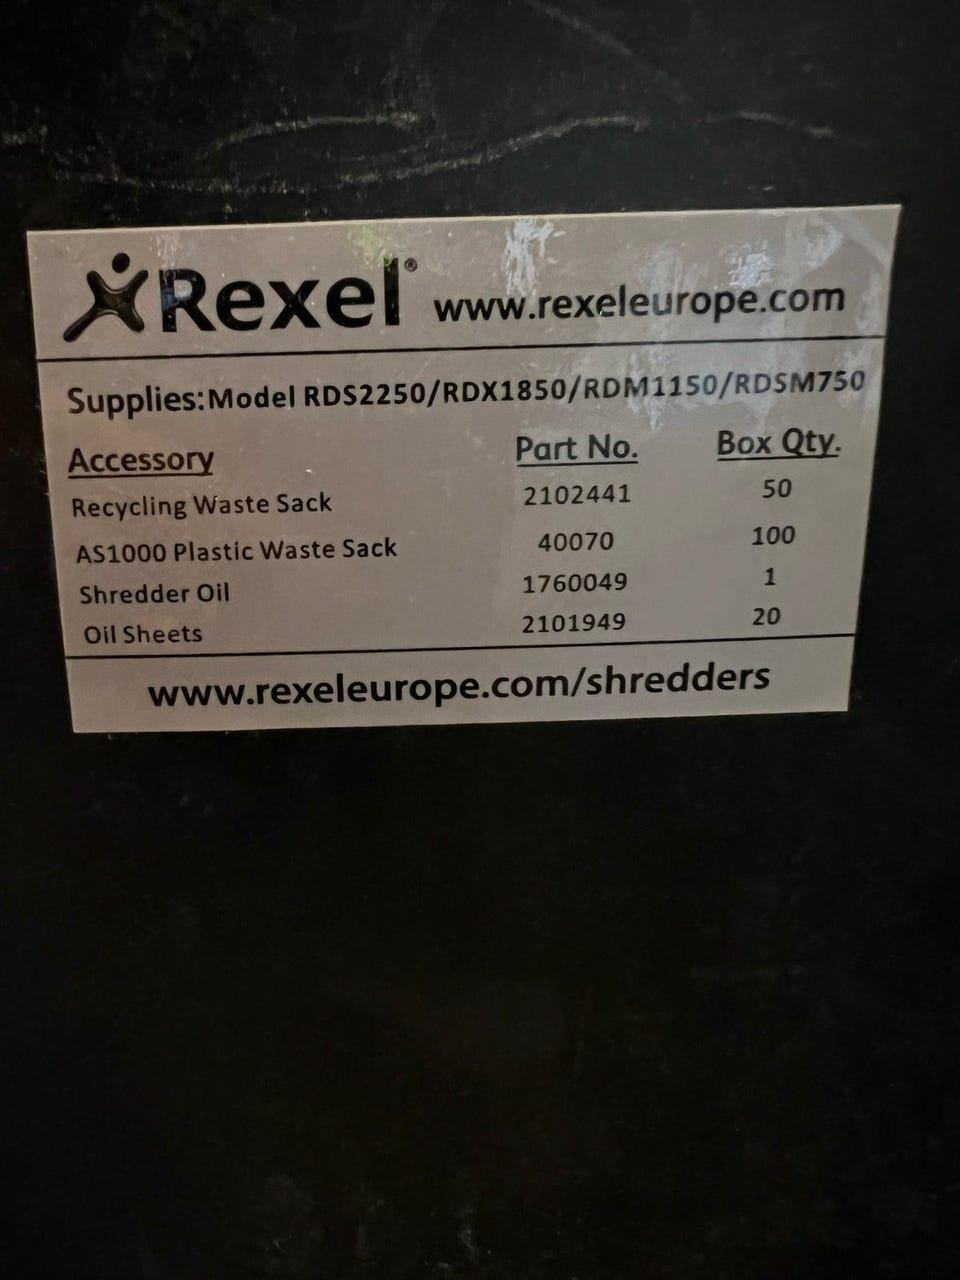 Rexel® www.rexeleurope.com
Supplies:Model RDS2250/RDX1850/RDM1150/RDSM750
Accessory Part No. Box Qty.
Recycling Waste Sack 2102441 50
AS1000 Plastic Waste Sack 40070 100
Shredder Oil 1760049 1
Oil Sheets 2101949 20
www.rexeleurope.com/shredders